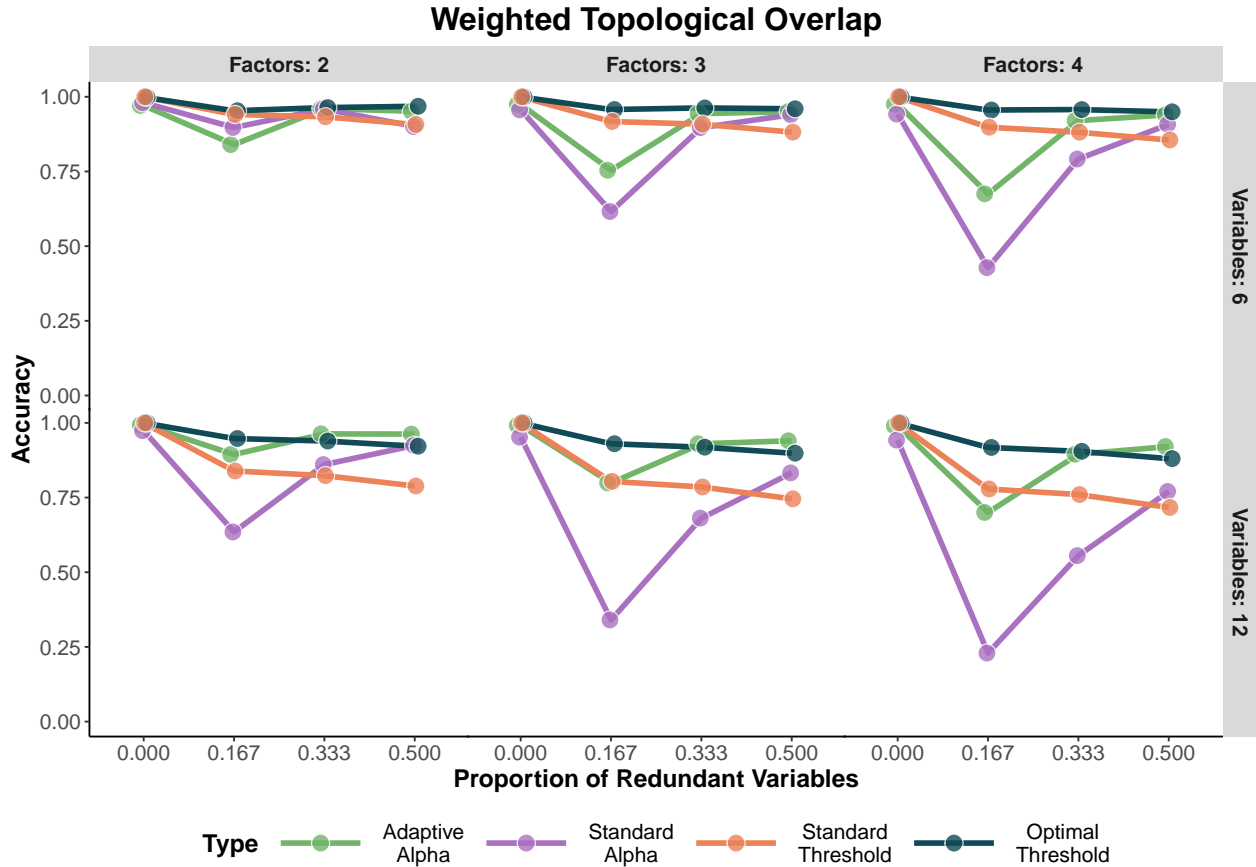 Weighted Topological Overlap
Factors: 2
Factors: 3
Factors: 4
Accuracy
1.00
0.75
0.50
0.25
0.00
Variables: 6
1.00
0.75
0.50
0.25
0.00
Variables: 12
0.000 0.167 0.333 0.500
0.000 0.167 0.333 0.500
0.000 0.167 0.333 0.500
Proportion of Redundant Variables
Type
Adaptive
Alpha
Standard
Alpha
Standard
Threshold
Optimal
Threshold